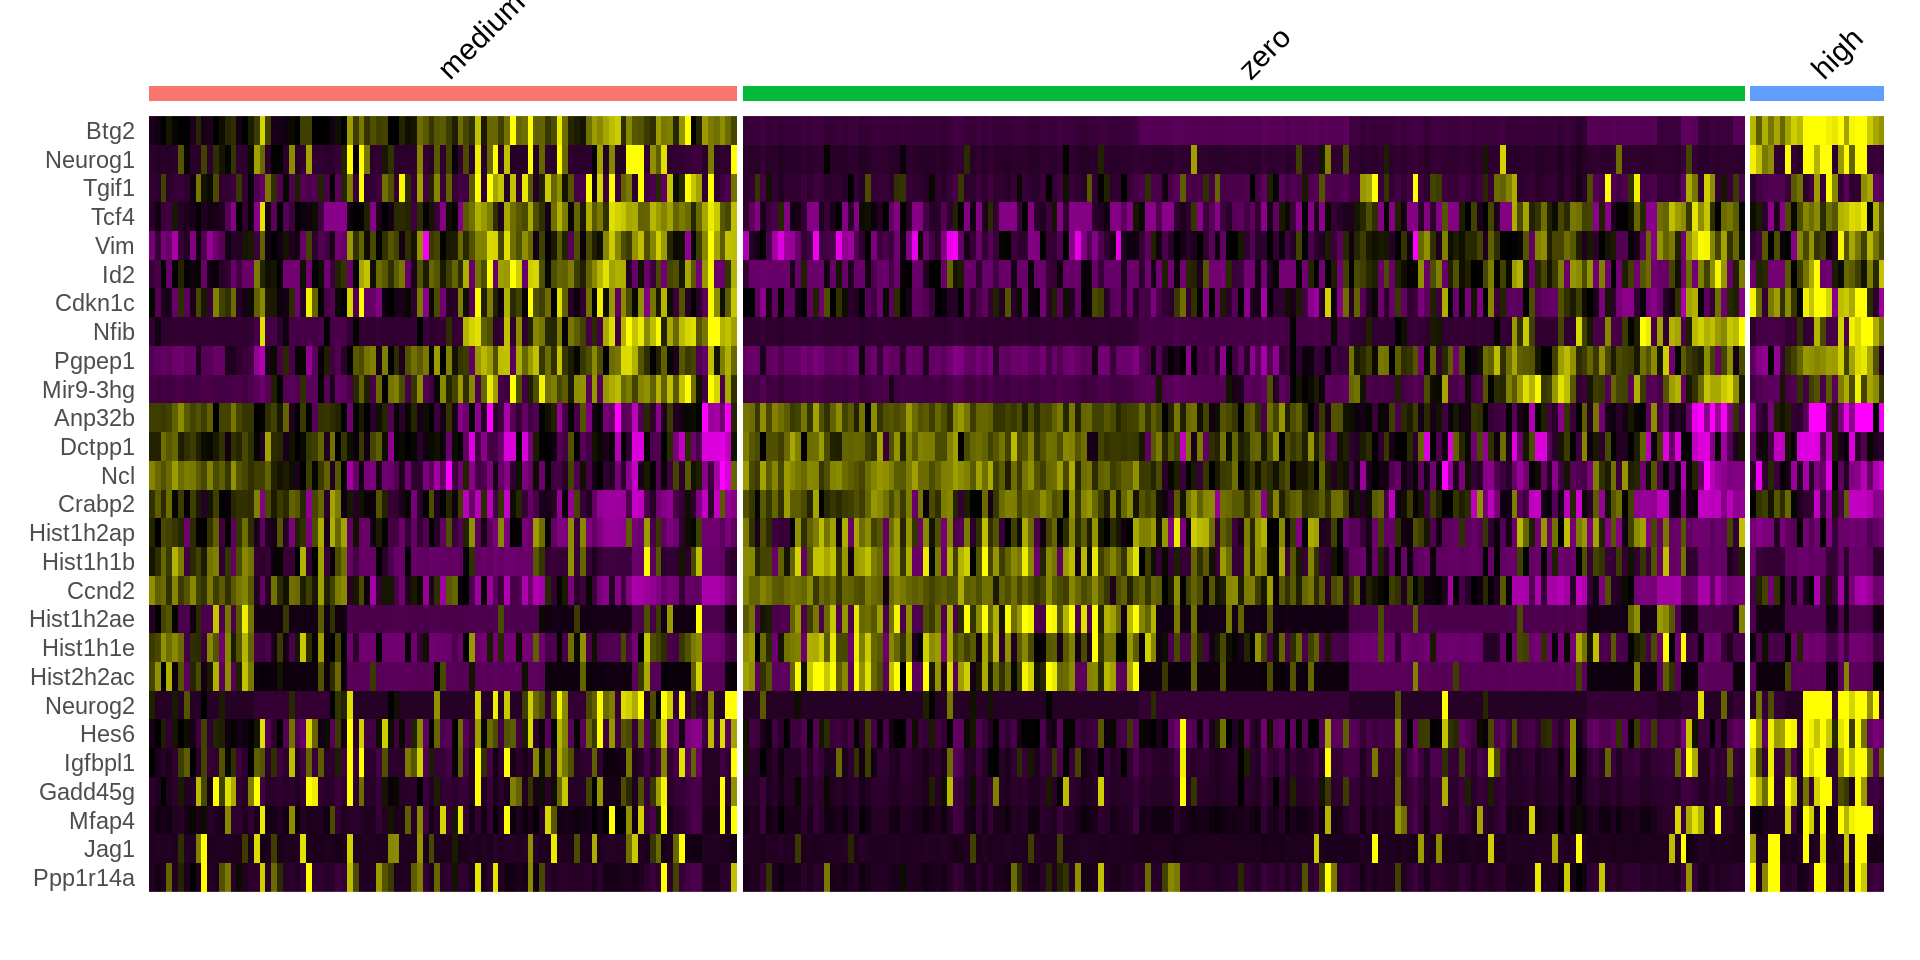 medium
zero
high
Btg2
Neurog1
Tgif1
Tcf4
Vim
Id2
Cdkn1c
Nfib
Pgpep1
Mir9-3hg
Anp32b
Dctpp1
Ncl
Crabp2
Hist1h2ap
Hist1h1b
Ccnd2
Hist1h2ae
Hist1h1e
Hist2h2ac
Neurog2
Hes6
Igfbpl1
Gadd45g
Mfap4
Jag1
Ppp1r14a